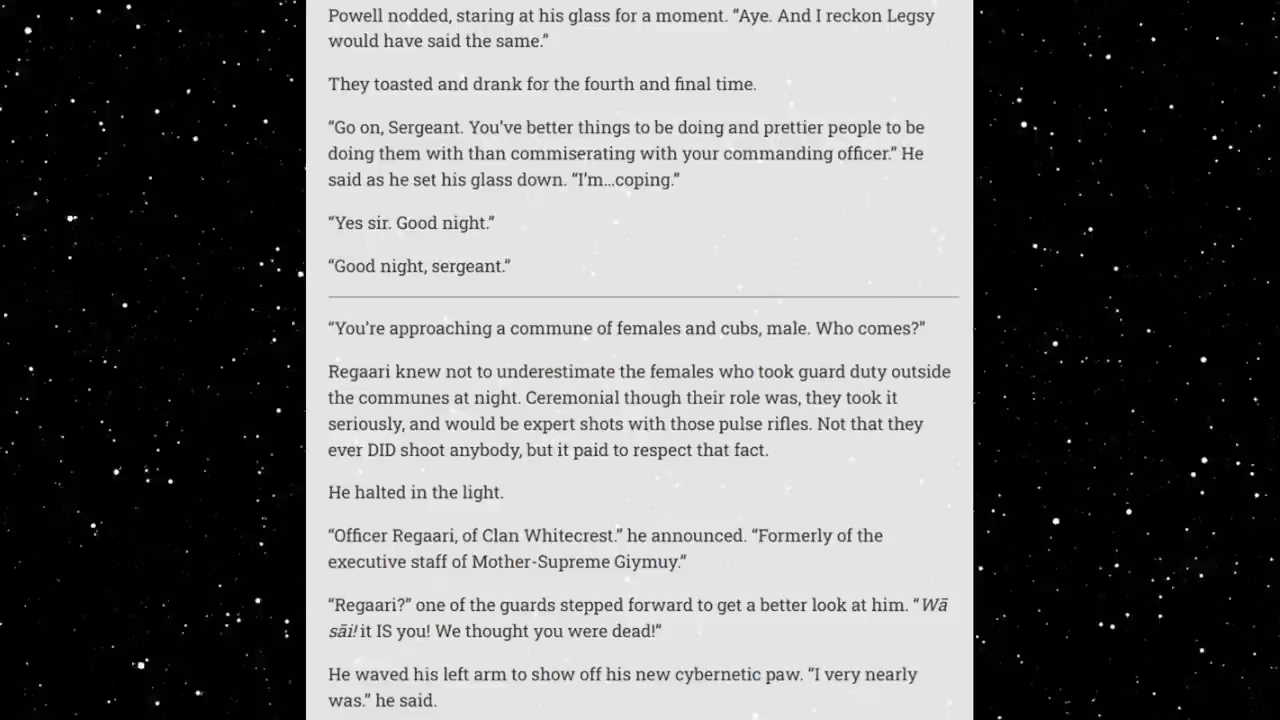 Powell nodded, staring at his glass for a moment. “Aye. And I reckon Legsy
would have said the same.”
They toasted and drank for the fourth and final time.
“Go on, Sergeant. You’ve better things to be doing and prettier people to be
doing them with than commiserating with your commanding officer.” He
said as he set his glass down. “I’m…coping.”
“Yes sir. Good night.”
“Good night, sergeant.“
“You’re approaching a commune of females and cubs, male. Who comes?”
Regaari knew not to underestimate the females who took guard duty outside
the communes at night. Ceremonial though their role was, they took it
seriously, and would be expert shots with those pulse rifles. Not that they
ever DID shoot anybody, but it paid to respect that fact.
He halted in the light.
“Officer Regaari, of Clan Whitecrest.” he announced. “Formerly of the
executive staff of Mother-Supreme Giymuy.”
“Regaari?” one of the guards stepped forward to get a better look at him. “Wā
sāi! it IS you! We thought you were dead!”
He waved his left arm to show off his new cybernetic paw. “I very nearly
was.” he said.